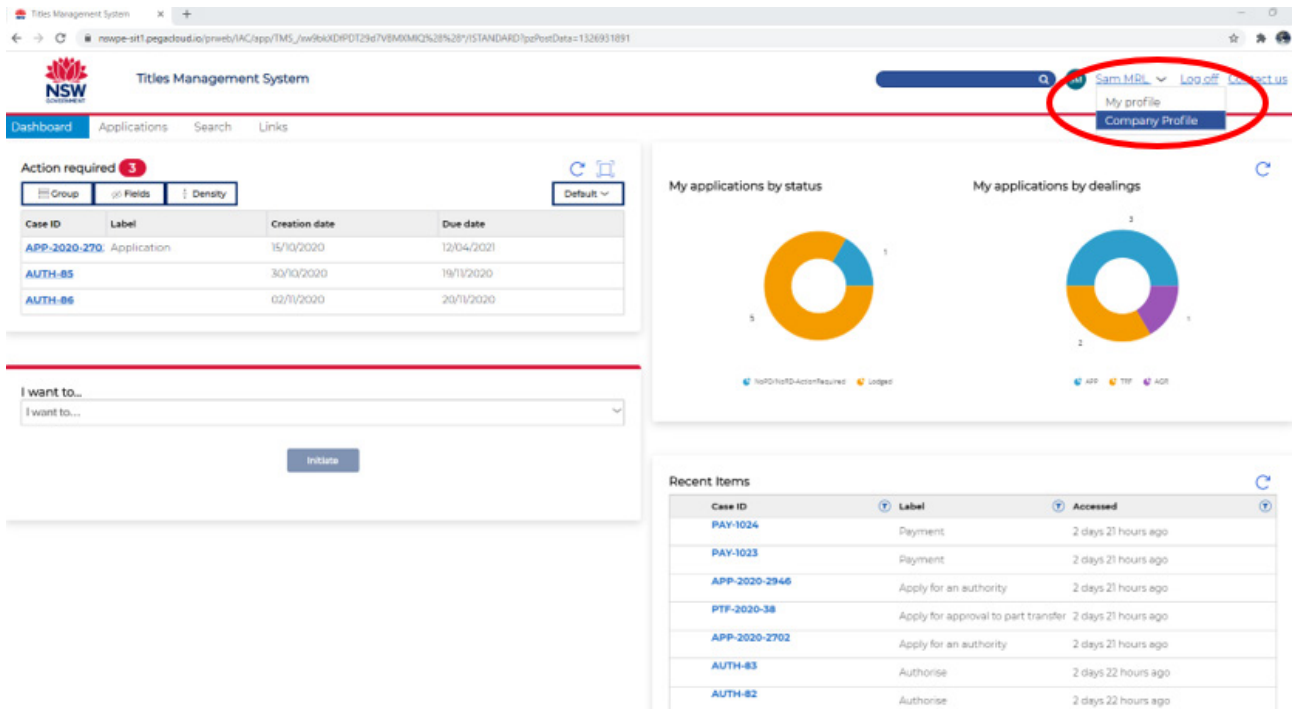 Titles Management System
nswpe-sit1.pegacloud.io/prweb/IAC/app/TMS_/
NSW
GOVERNMENT
Titles Management System
Sam MRL
Log off
Contact us
My profile
Company Profile
Dashboard Applications Search Links
Action required 3
Group Fields Density Default
Case ID Label Creation date Due date
APP-2020-270 Application 15/10/2020 12/04/2021
AUTH-85 30/10/2020 19/11/2020
AUTH-86 02/11/2020 20/11/2020
I want to...
I want to....
Initiate
My applications by status
1
5
NoPD/NoRD-ActionRequired Lodged
My applications by dealings
3
1
2
APP TRF AGR
Recent Items
Case ID Label Accessed
PAY-1024 Payment 2 days 21 hours ago
PAY-1023 Payment 2 days 21 hours ago
APP-2020-2946 Apply for an authority 2 days 21 hours ago
PTF-2020-38 Apply for approval to part transfer 2 days 21 hours ago
APP-2020-2702 Apply for an authority 2 days 21 hours ago
AUTH-83 Authorise 2 days 22 hours ago
AUTH-82 Authorise 2 days 22 hours ago